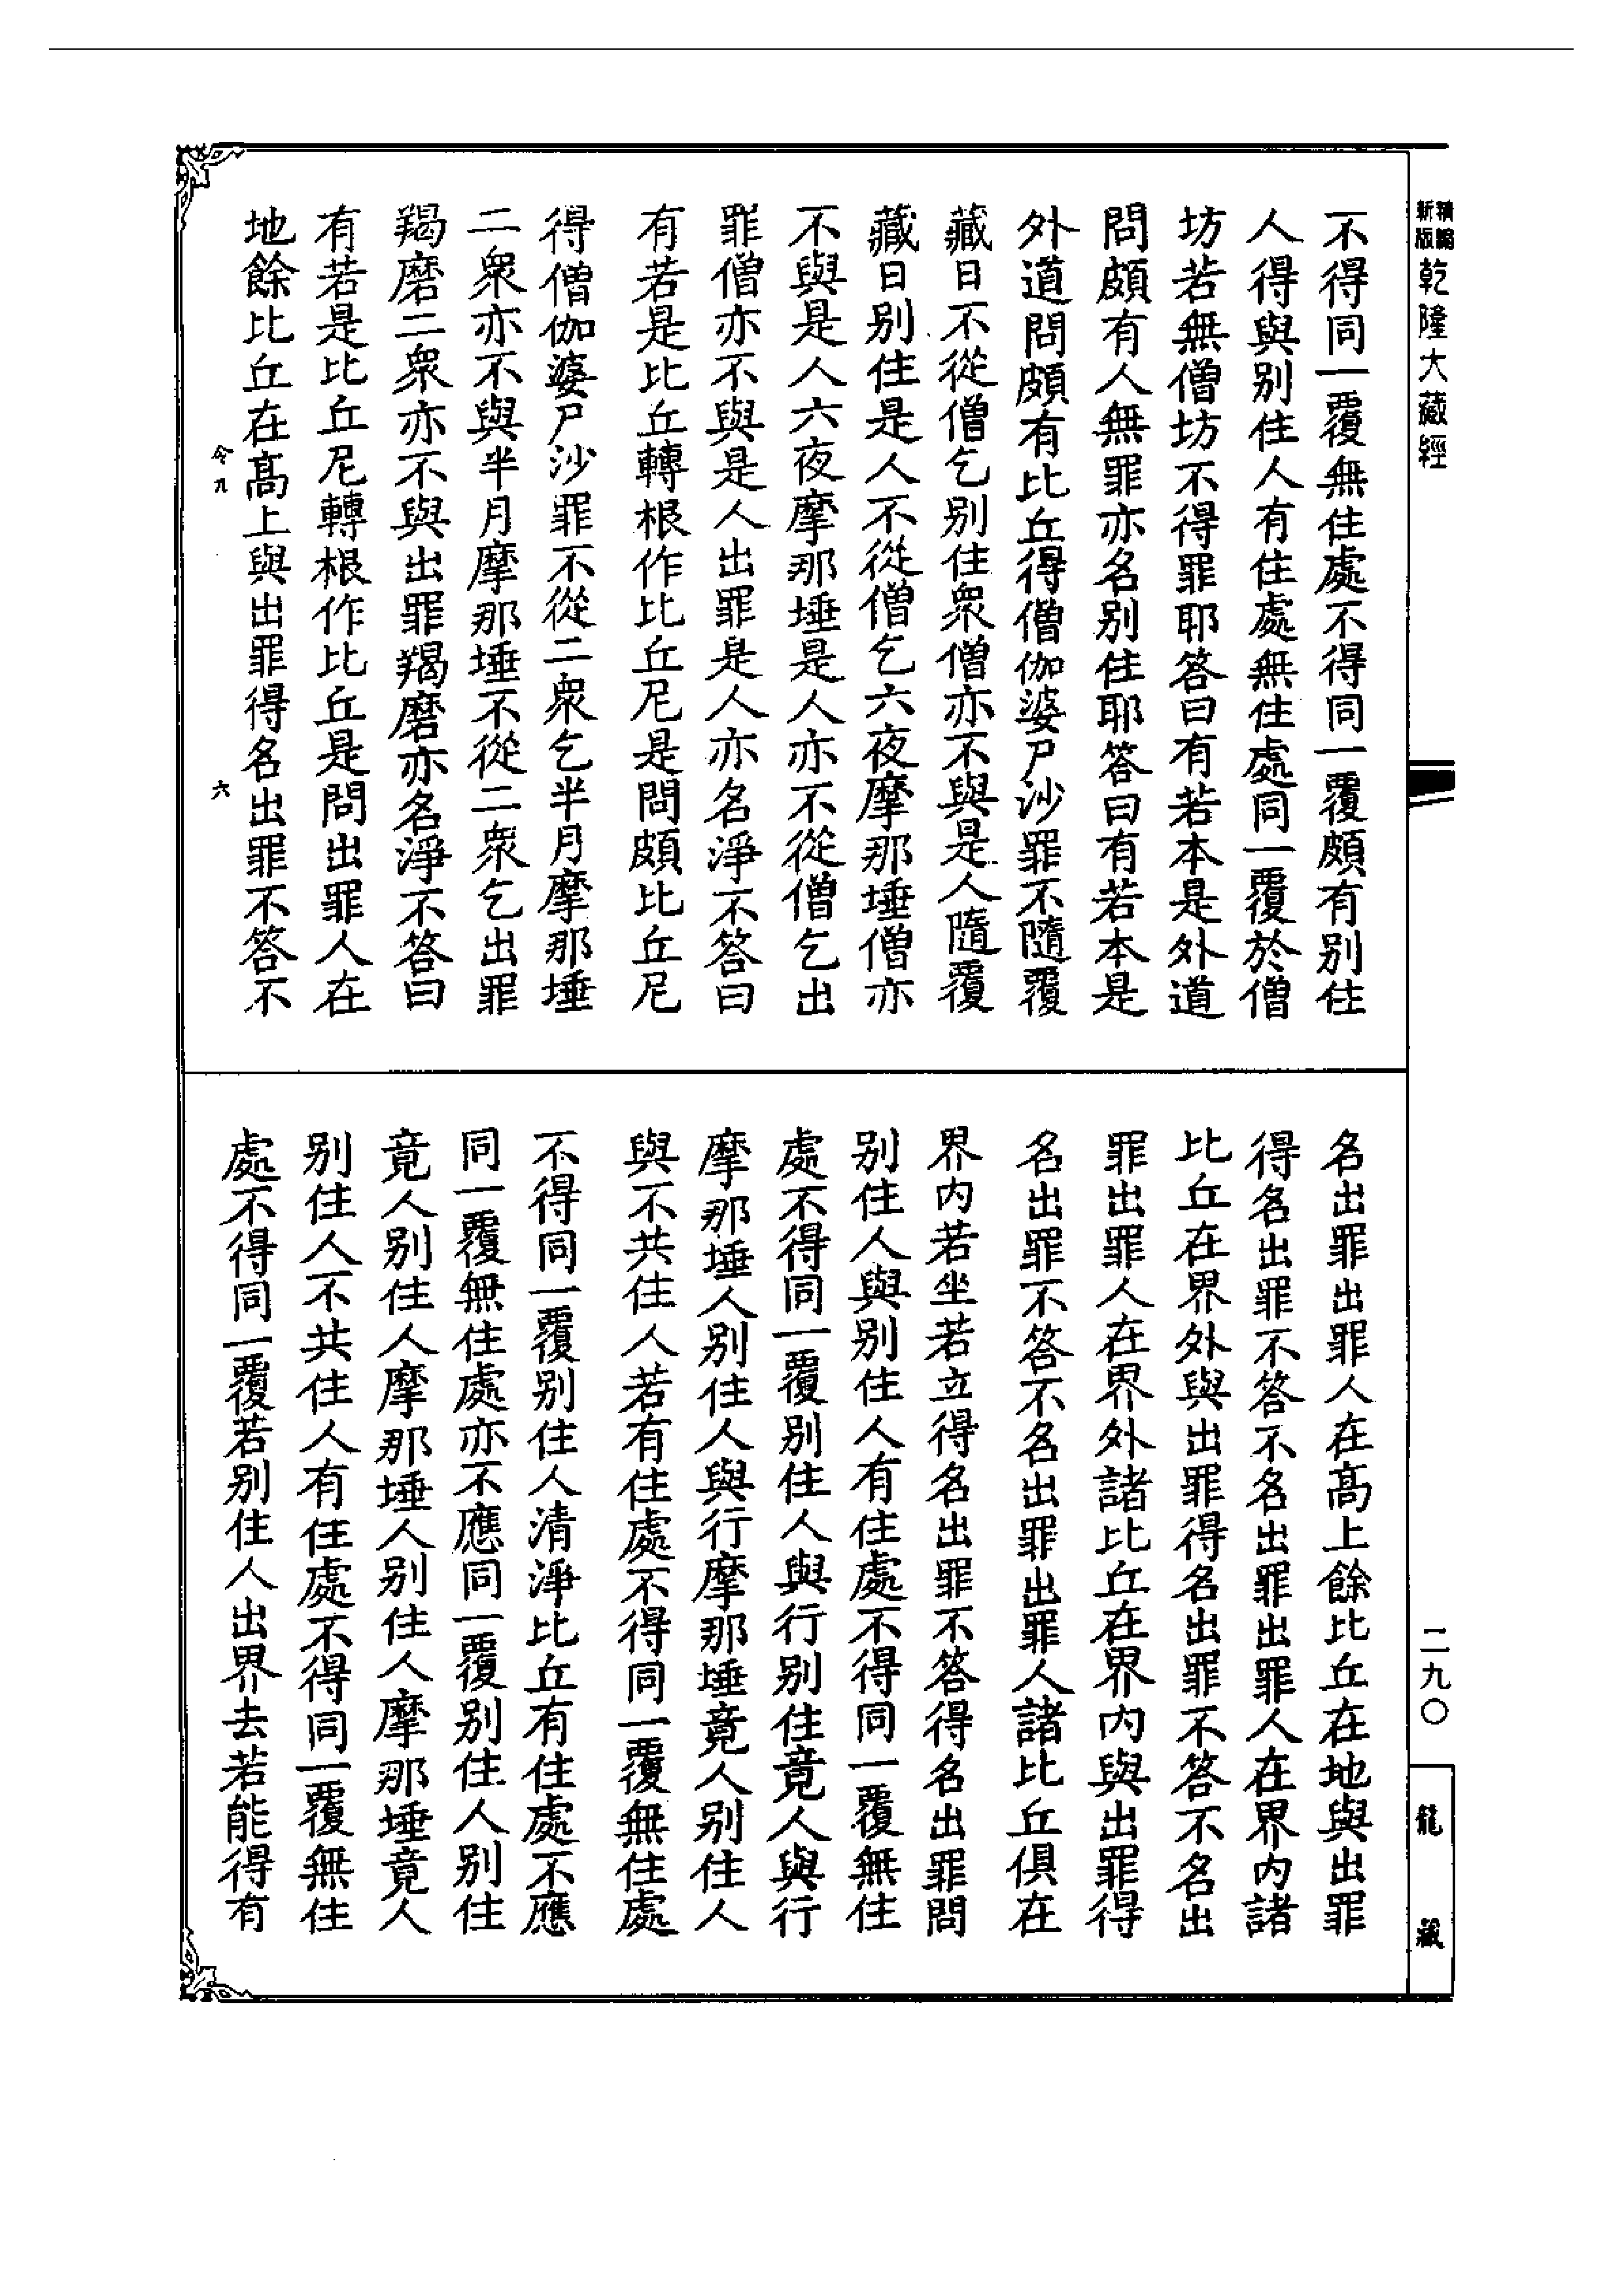 新編
精版
乾隆大藏經
不得同一覆無住處不得同一覆頗有別住
人得與別住人有住處無住處同一覆於僧
坊若無僧坊不得罪耶答曰有若本是外道
問頗有人無罪亦名別住耶答曰有若本是
外道問頗有比丘得僧伽婆尸沙罪不隨覆
藏日不從僧乞別住衆僧亦不與是人隨覆
藏日別住是人不從僧乞六夜摩那埵僧亦
不與是人六夜摩那埵是人亦不從僧乞出
罪僧亦不與是人出罪是人亦名淨不答曰
有若是比丘轉根作比丘尼是問頗比丘尼
得僧伽婆尸沙罪不從二衆乞半月摩那埵
二衆亦不與半月摩那埵不從二衆乞出罪
羯磨二衆亦不與出罪羯磨亦名淨不答曰
有若是比丘尼轉根作比丘是問出罪人在
地餘比丘在髙上與出罪得名出罪不答不
六
名出罪出罪人在髙上餘比丘在地與出罪
得名出罪不答不名出罪出罪人在界內諸
比丘在界外與出罪得名出罪不答不名出
罪出罪人在界外諸比丘在界內與出罪得
名出罪不答不名出罪出罪人諸比丘俱在
界內若坐若立得名出罪不答得名出罪問
別住人與別住人有住處不得同一覆無住
處不得同一覆別住人與行別住竟人與行
摩那埵人別住人與行摩那埵竟人別住人
與不共住人若有住處不得同一覆無住處
不得同一覆別住人清淨比丘有住處不應
同一覆無住處亦不應同一覆別住人別住
竟人別住人摩那埵人別住人摩那埵竟人
別住人不共住人有住處不得同一覆無住
處不得同一覆若別住人出界去若能得有
二九〇
龍藏